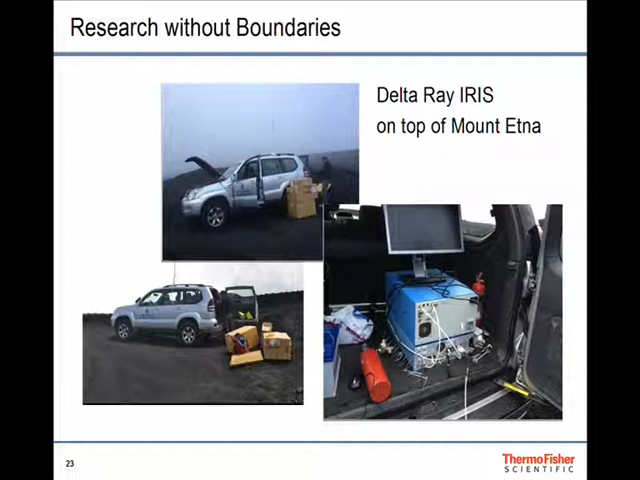 Research without Boundaries
Delta Ray IRIS
on top of Mount Etna
23
ThermoFisher
SCIENTIFIC